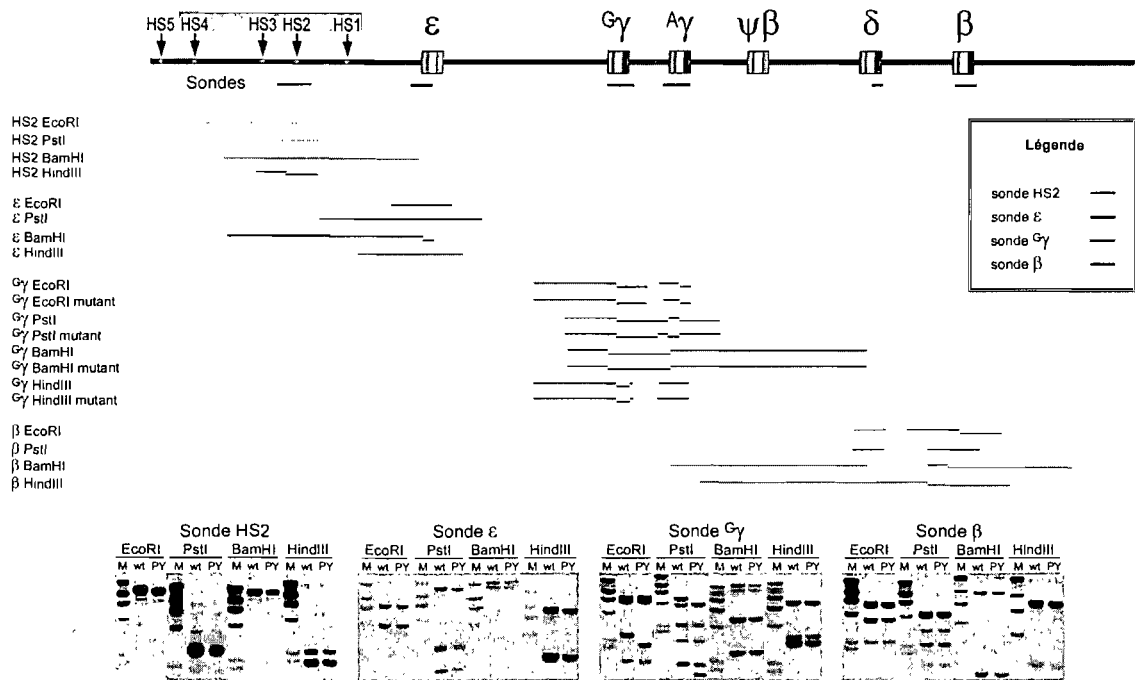 HS5 HS4 HS3 HS2 HS1 ε Gγ Aγ ψβ δ β
Sondes
HS2 EcoRI
HS2 PstI
HS2 BamHI
HS2 HindIII
ε EcoRI
ε PstI
ε BamHI
ε HindIII
Gγ EcoRI
Gγ EcoRI mutant
Gγ PstI
Gγ PstI mutant
Gγ BamHI
Gγ BamHI mutant
Gγ HindIII
Gγ HindIII mutant
β EcoRI
β PstI
β BamHI
β HindIII
Légende
sonde HS2
sonde ε
sonde Gγ
sonde β
Sonde HS2
EcoRI PstI BamHI HindIII
M wt PY M wt PY M wt PY M wt PY
Sonde ε
EcoRI PstI BamHI HindIII
M wt PY M wt PY M wt PY M wt PY
Sonde Gγ
EcoRI PstI BamHI HindIII
M wt PY M wt PY M wt PY M wt PY
Sonde β
EcoRI PstI BamHI HindIII
M wt PY M wt PY M wt PY M wt PY